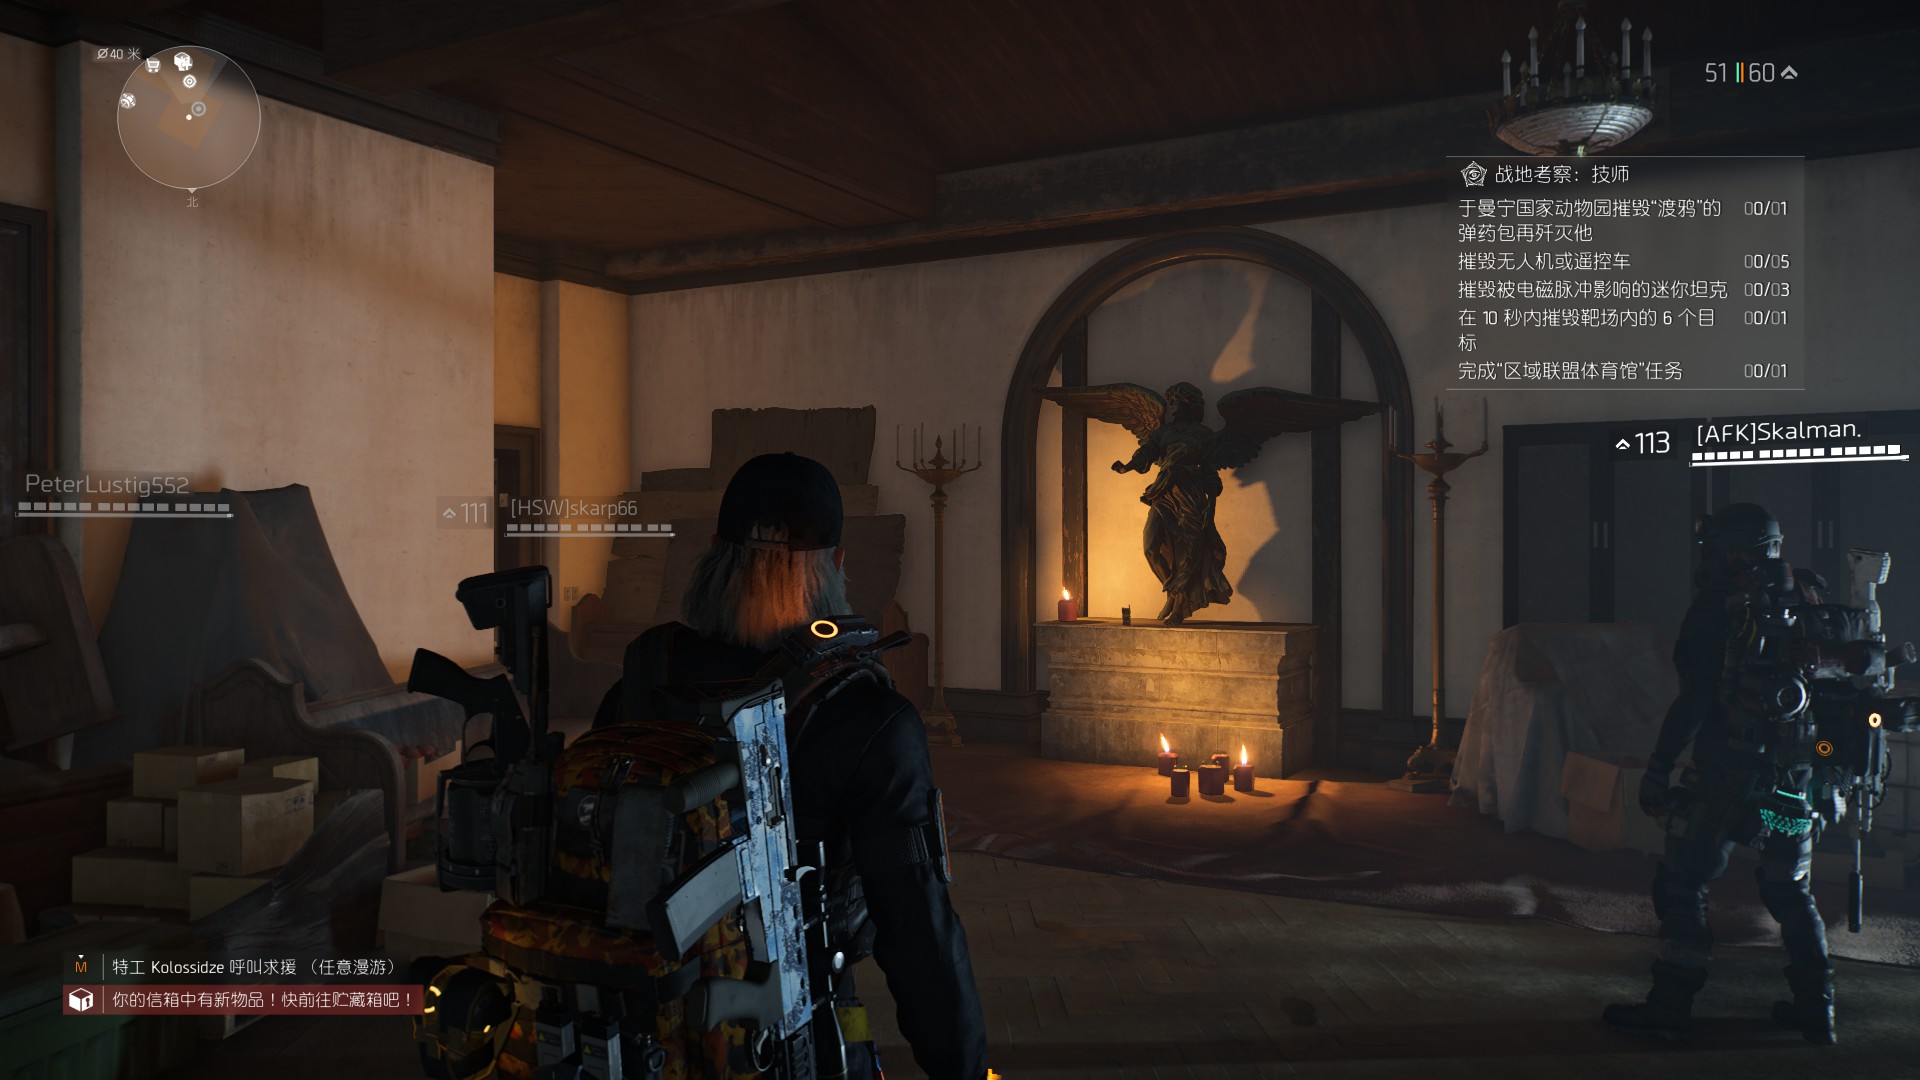 40 米
北
51 60
战地考察：技师
于曼宁国家动物园摧毁“渡鸦”的 00/01
弹药包再歼灭他
摧毁无人机或遥控车 00/05
摧毁被电磁脉冲影响的迷你坦克 00/03
在 10 秒内摧毁靶场内的 6 个目 00/01
标
完成“区域联盟体育馆”任务 00/01
113 [AFK]Skalman.
PeterLustig552
111 [HSW]skarp66
M 特工 Kolossidze 呼叫求援 （任意漫游）
你的信箱中有新物品！快前往贮藏箱吧！